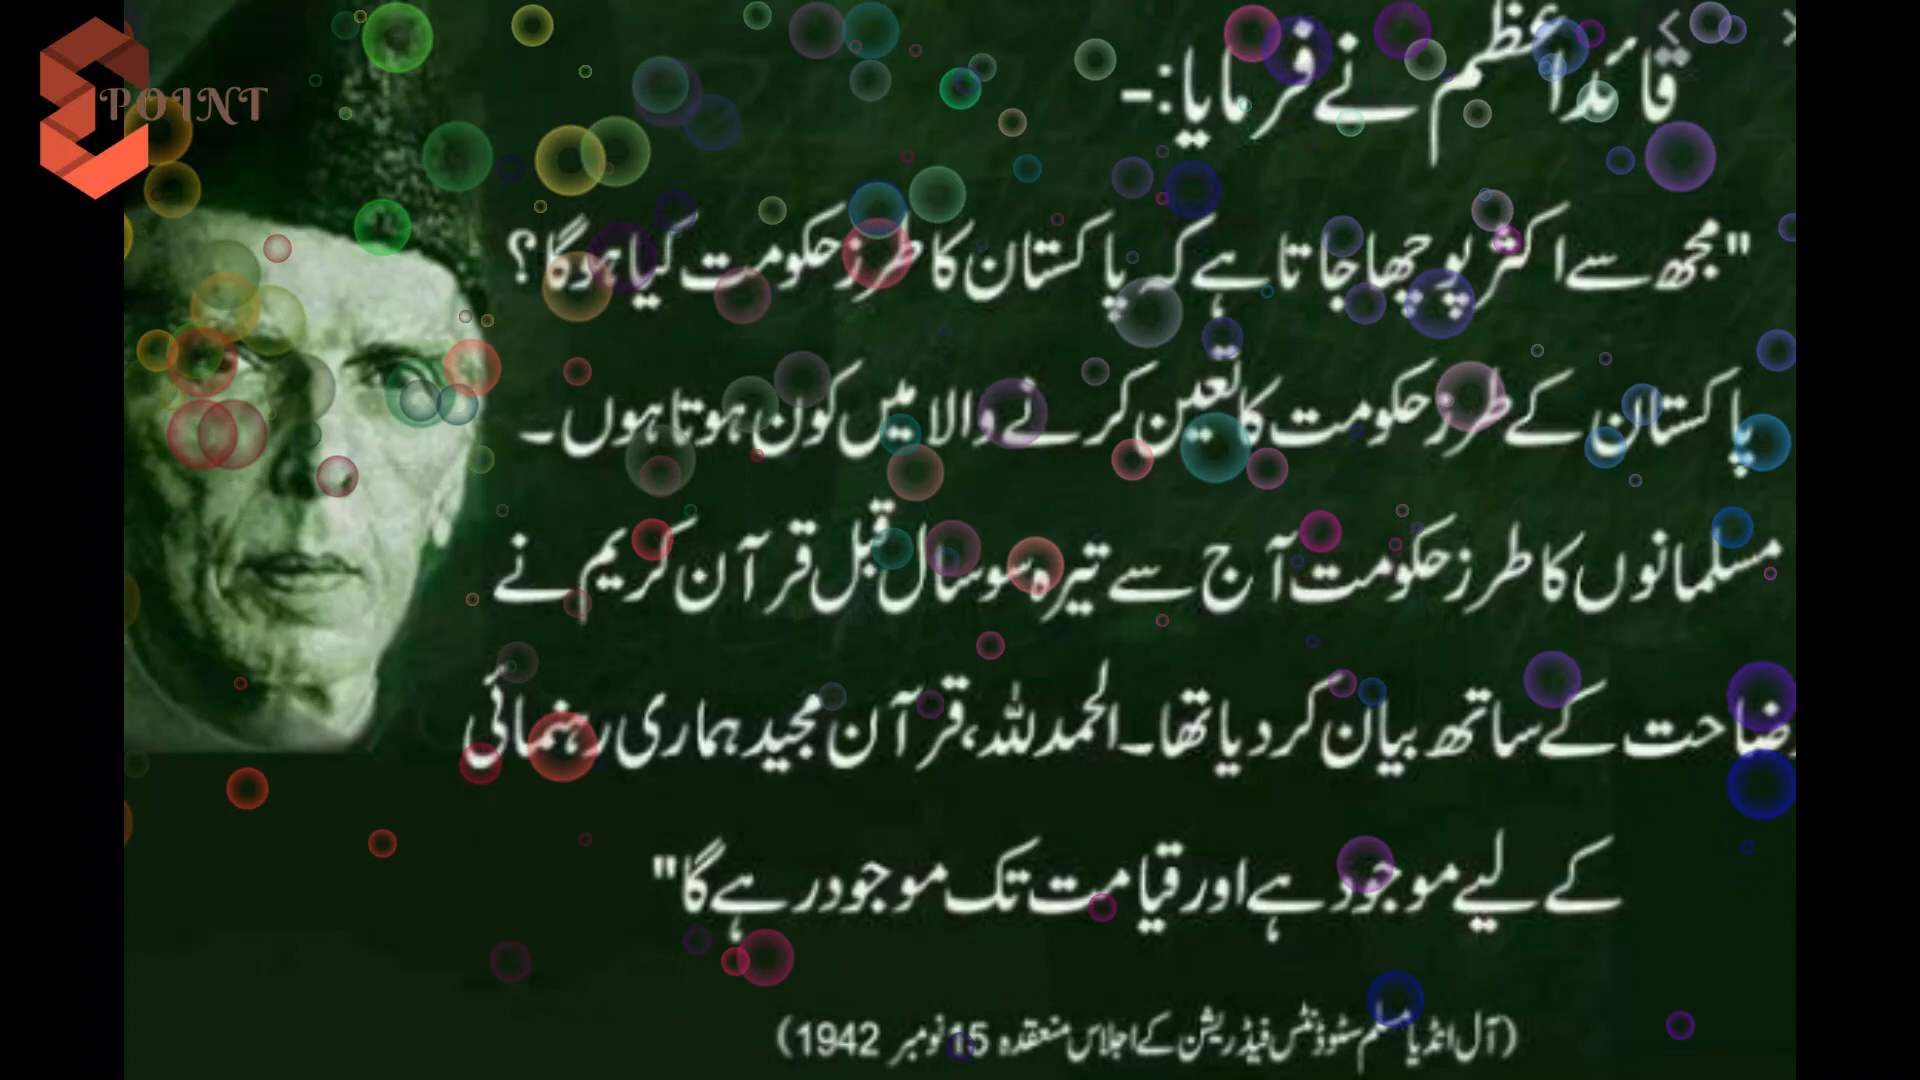 POINT
قائداعظم نے فرمایا:-
"مجھ سے اکثر پوچھا جاتا ہے کہ پاکستان کا طرز حکومت کیا ہوگا؟
پاکستان کے طرز حکومت کا تعین کرنے والا میں کون ہوتا ہوں۔
مسلمانوں کا طرز حکومت آج سے تیرہ سو سال قبل قرآن کریم نے
وضاحت کے ساتھ بیان کر دیا تھا۔ الحمدللہ، قرآن مجید ہماری رہنمائی
کے لیے موجود ہے اور قیامت تک موجود رہے گا"
(آل انڈیا مسلم سٹوڈنٹس فیڈریشن کے اجلاس منعقدہ 15 نومبر 1942)